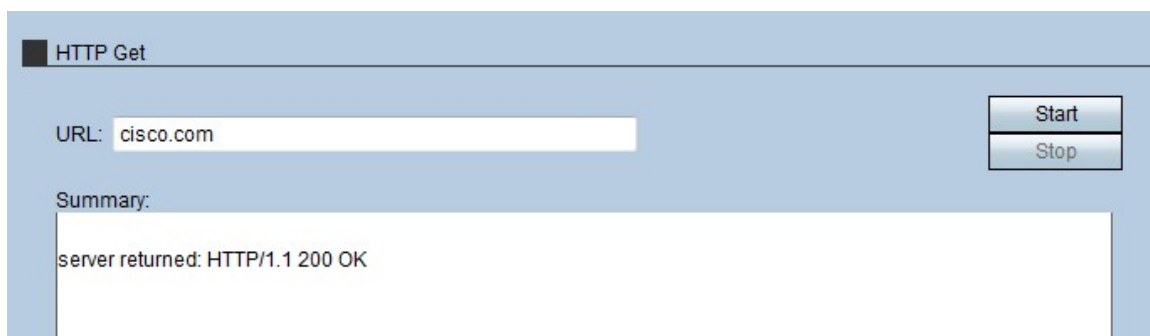 HTTP Get
URL: cisco.com
Start
Stop
Summary:
server returned: HTTP/1.1 200 OK